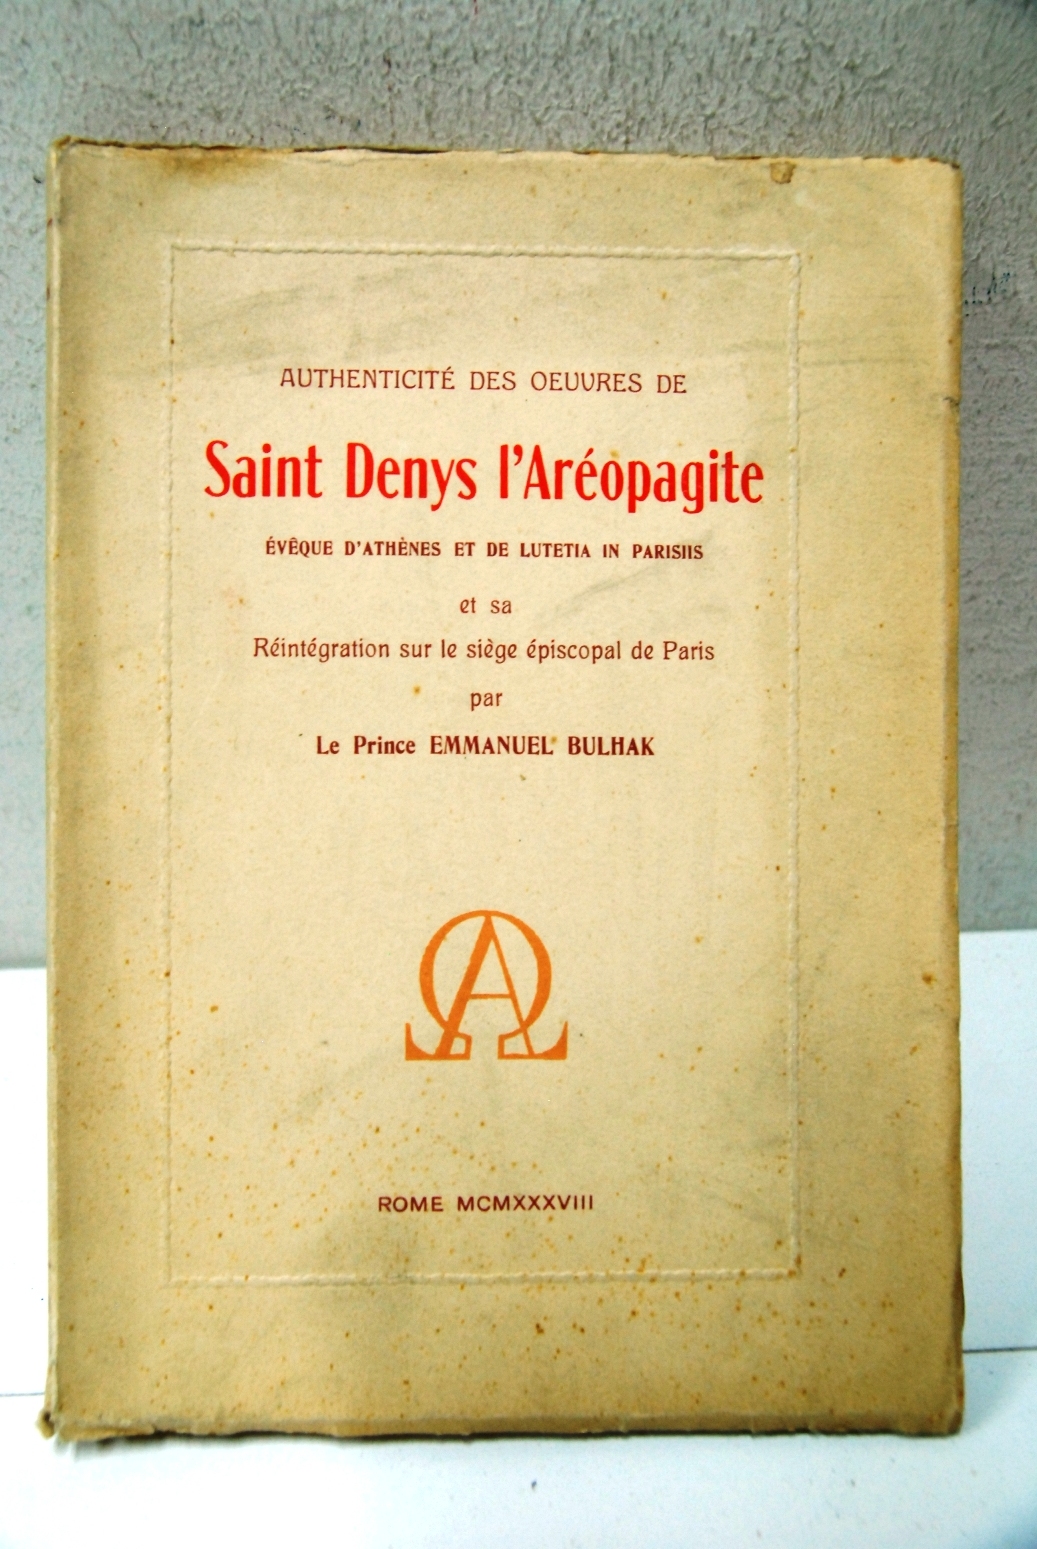 AUTHENTICITÉ DES OEUVRES DE
Saint Denys l'Aréopagite
ÉVÊQUE D'ATHÈNES ET DE LUTETIA IN PARISIIS
et sa
Réintégration sur le siège épiscopal de Paris
par
Le Prince EMMANUEL BULHAK
ΑΩ
ROME MCMXXXVIII